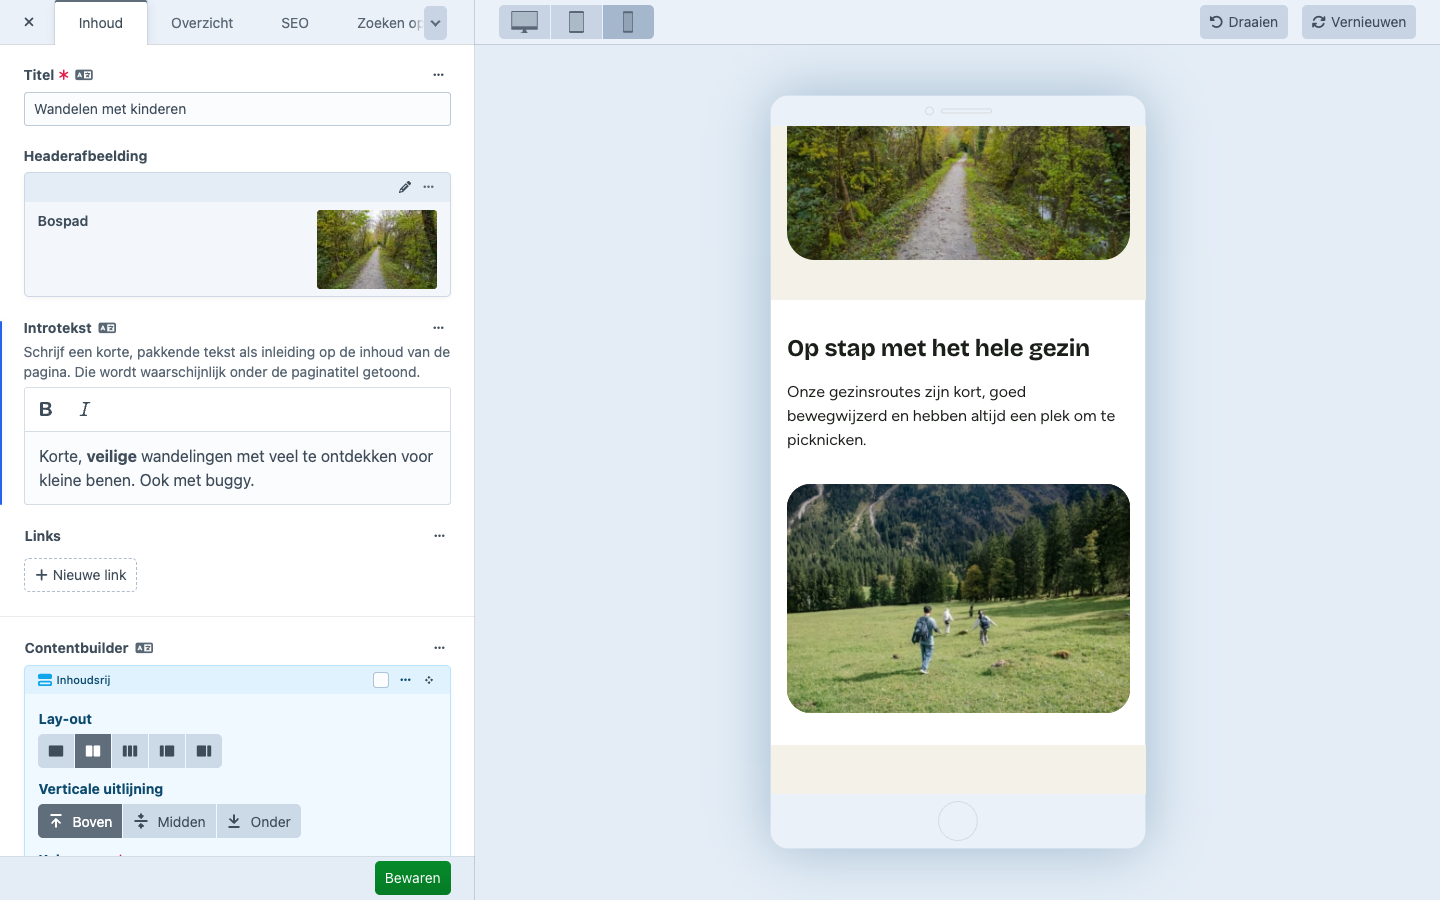 Inhoud
Overzicht
SEO
Zoeken op
Draaien
Vernieuwen
Titel *
Wandelen met kinderen
Headerafbeelding
Bospad
Introtekst
Schrijf een korte, pakkende tekst als inleiding op de inhoud van de
pagina. Die wordt waarschijnlijk onder de paginatitel getoond.
B I
Korte, veilige wandelingen met veel te ontdekken voor
kleine benen. Ook met buggy.
Links
Nieuwe link
Contentbuilder
Inhoudsrij
Lay-out
Verticale uitlijning
Boven
Midden
Onder
Bewaren
Op stap met het hele gezin
Onze gezinsroutes zijn kort, goed
bewegwijzerd en hebben altijd een plek om te
picknicken.